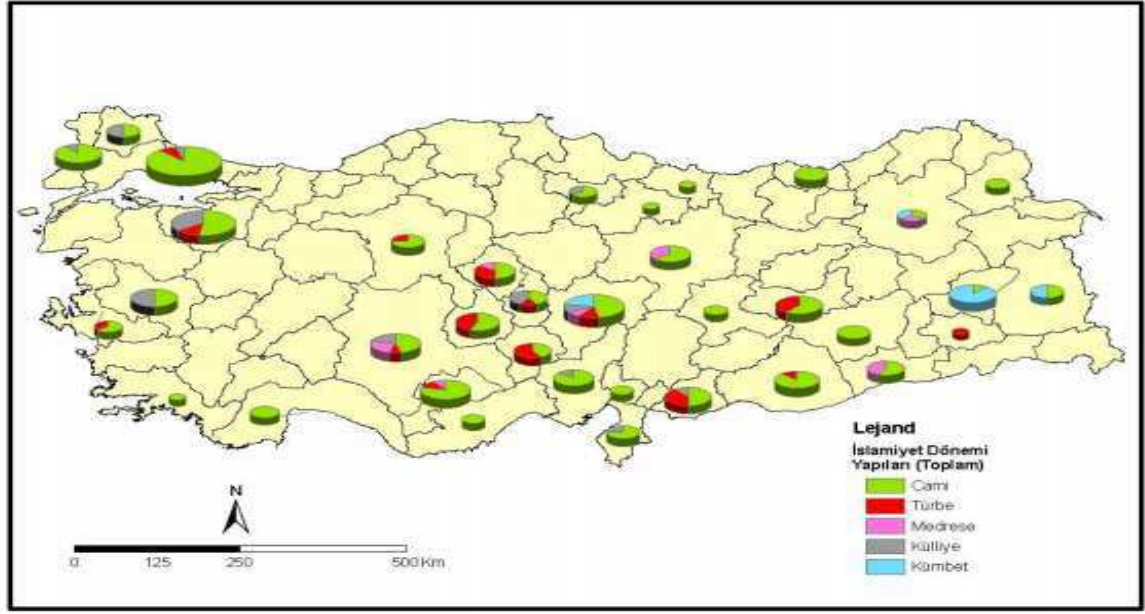 Lejand
İslamiyet Dönemi
Yapıları (Toplam)
Cami
Türbe
Medrese
Külliye
Kümbet
N
0 125 250 500 Km